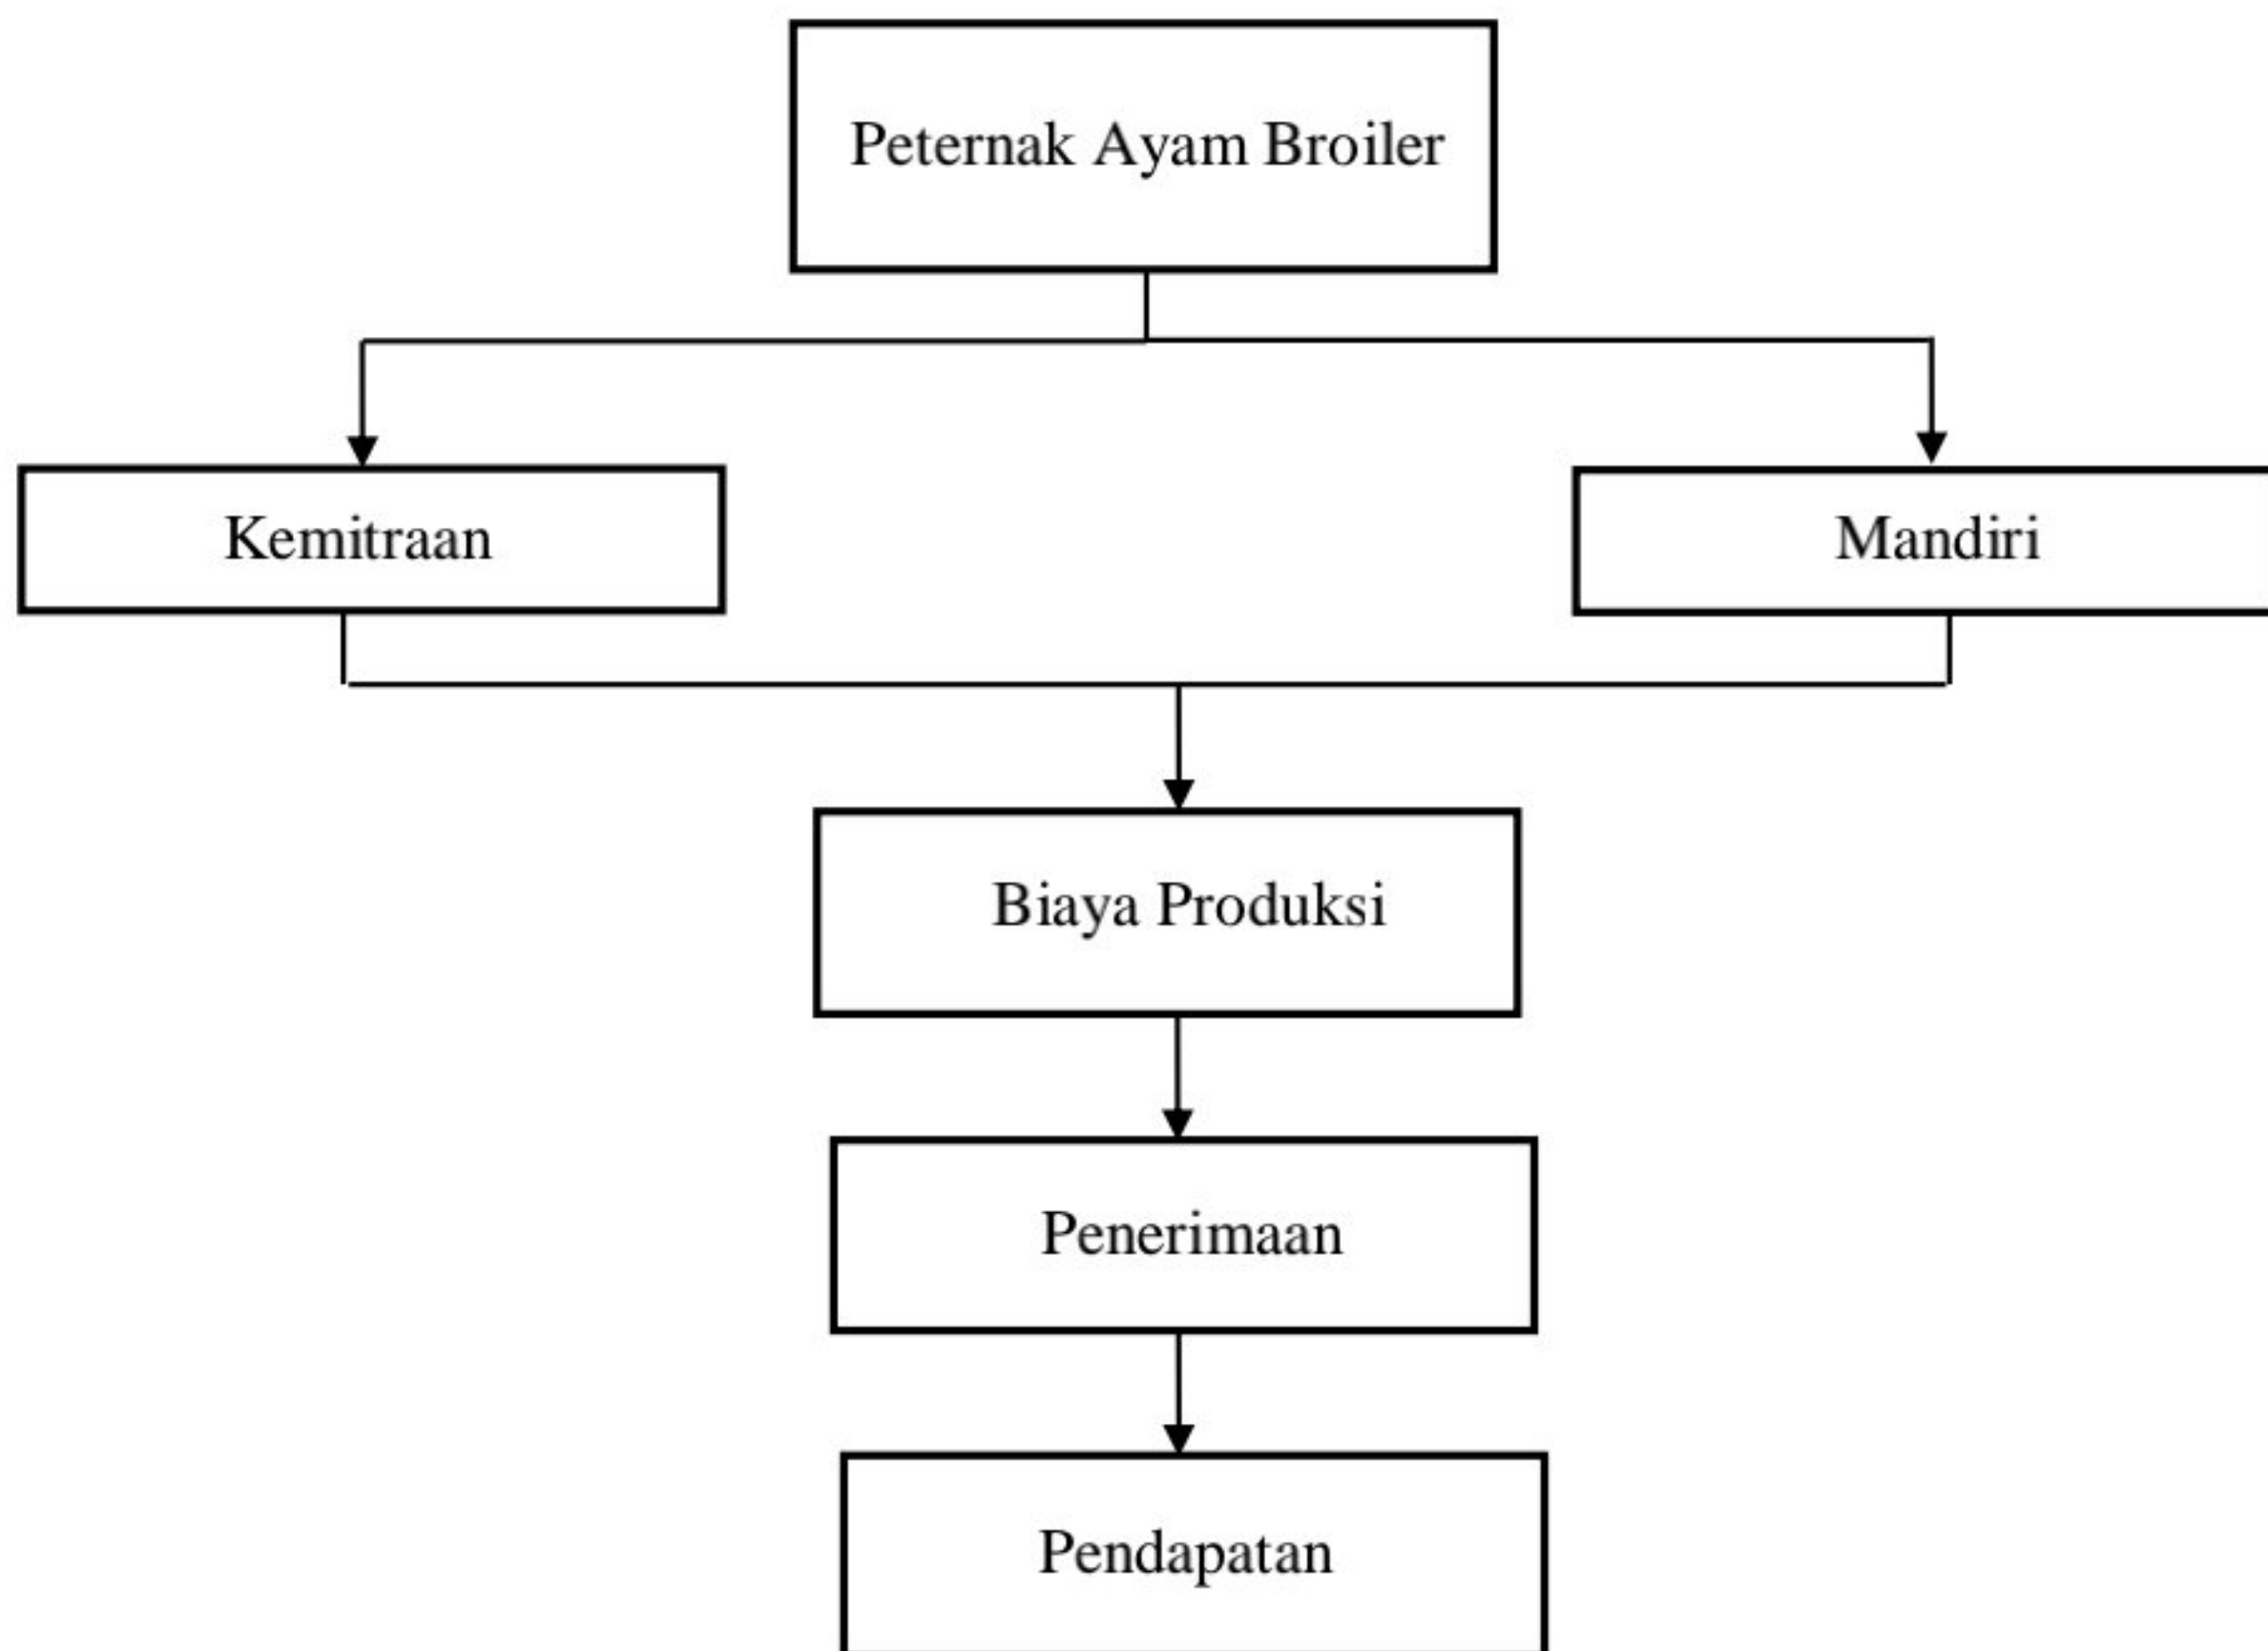 Peternak Ayam Broiler
Kemitraan
Mandiri
Biaya Produksi
Penerimaan
Pendapatan